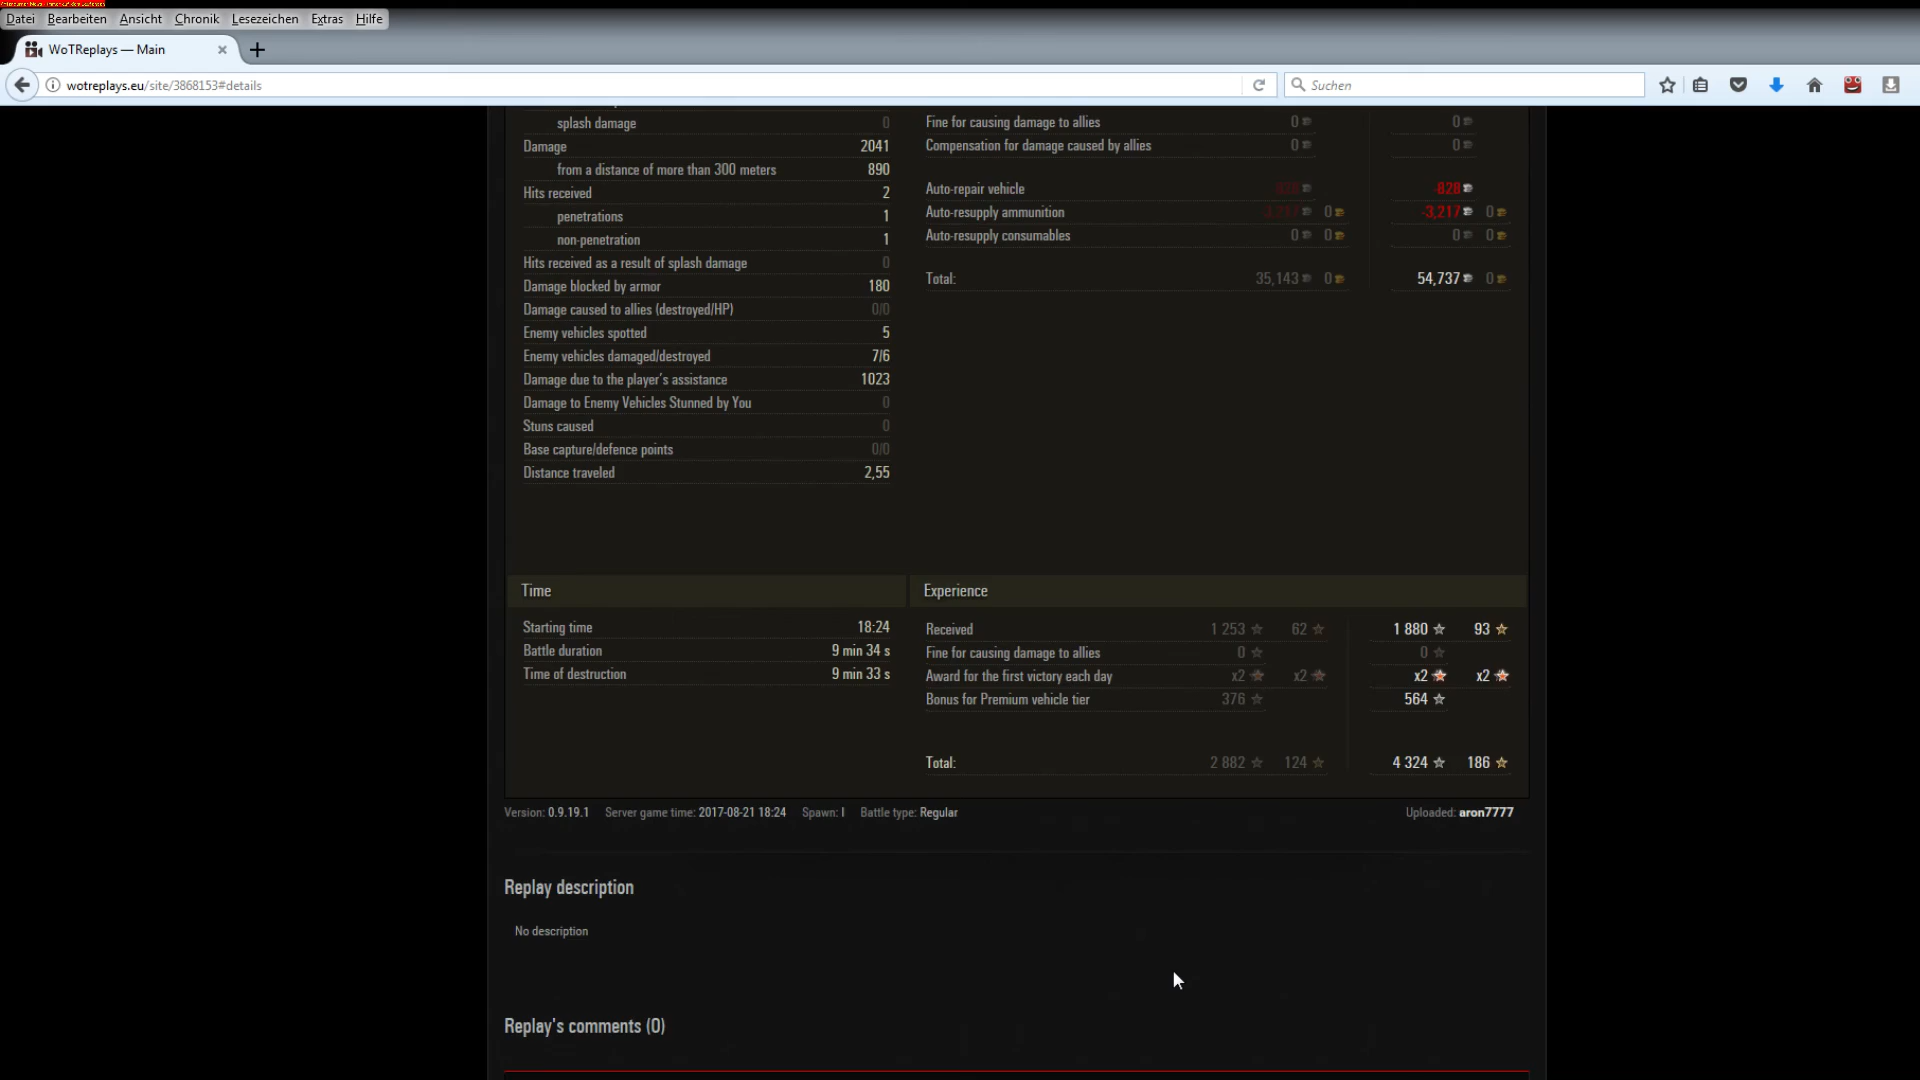 Datei Bearbeiten Ansicht Chronik Lesezeichen Extras Hilfe
WoTReplays — Main
wotreplays.eu/site/3868153#details
Suchen
splash damage 0
Damage 2041
from a distance of more than 300 meters 890
Hits received 2
penetrations 1
non-penetration 1
Hits received as a result of splash damage 0
Damage blocked by armor 180
Damage caused to allies (destroyed/HP) 0/0
Enemy vehicles spotted 5
Enemy vehicles damaged/destroyed 7/6
Damage due to the player's assistance 1023
Damage to Enemy Vehicles Stunned by You 0
Stuns caused 0
Base capture/defence points 0/0
Distance traveled 2,55
Fine for causing damage to allies 0 0
Compensation for damage caused by allies 0 0
Auto-repair vehicle -828 -828
Auto-resupply ammunition -3,217 0 -3,217 0
Auto-resupply consumables 0 0 0 0
Total: 35,143 0 54,737 0
Time
Starting time 18:24
Battle duration 9 min 34 s
Time of destruction 9 min 33 s
Experience
Received 1 253 62 1 880 93
Fine for causing damage to allies 0 0
Award for the first victory each day x2 x2 x2 x2
Bonus for Premium vehicle tier 376 564
Total: 2 882 124 4 324 186
Version: 0.9.19.1 Server game time: 2017-08-21 18:24 Spawn: I Battle type: Regular Uploaded: aron7777
Replay description
No description
Replay's comments (0)